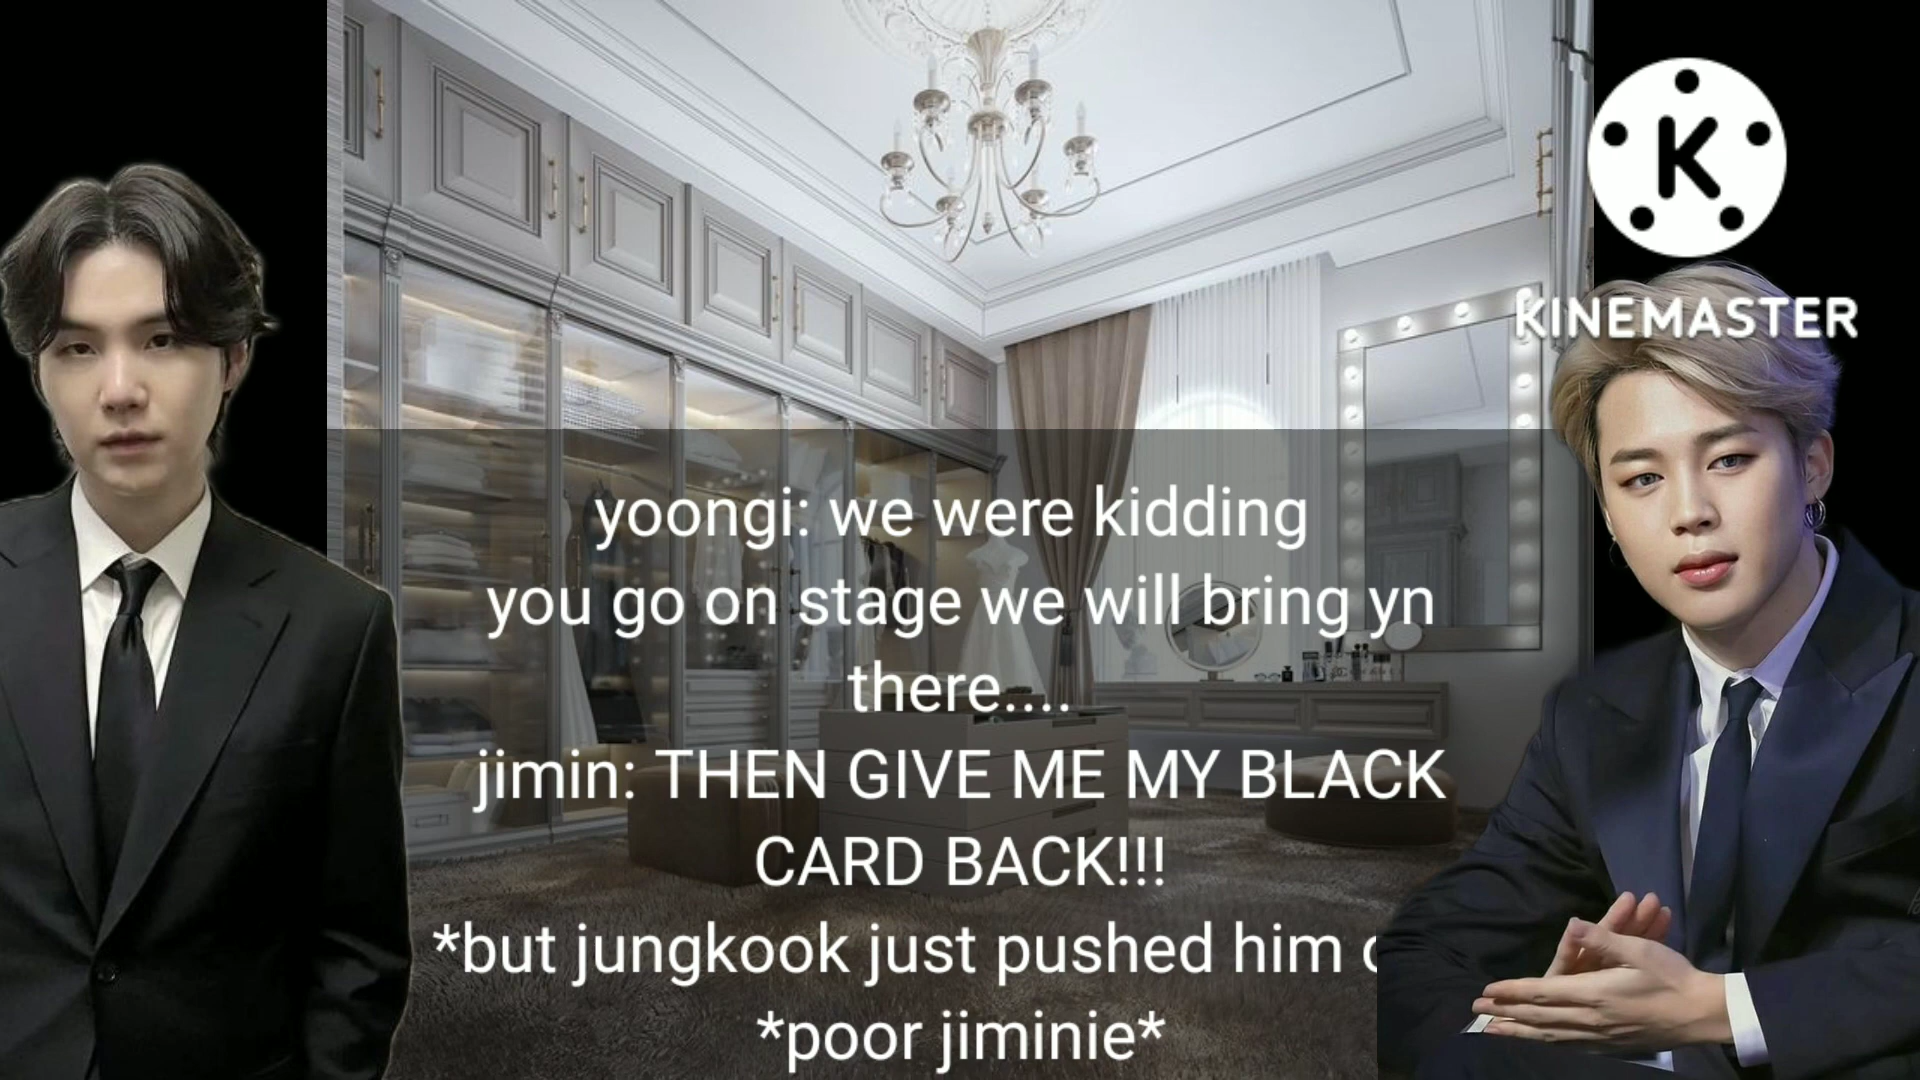 K
KINEMASTER
yoongi: we were kidding
you go on stage we will bring yn
there....
jimin: THEN GIVE ME MY BLACK
CARD BACK!!!
*but jungkook just pushed him
*poor jiminie*